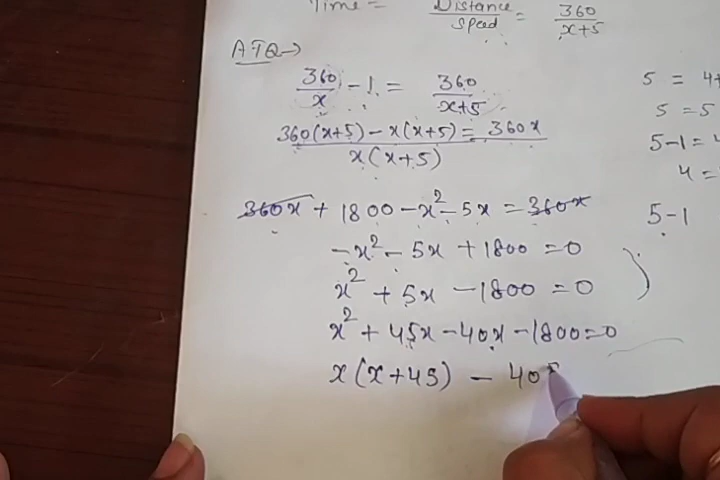 Time = Distance/Speed = 360/x+5
ATQ→
360/x - 1 = 360/x+5
360(x+5) - x(x+5) = 360x/x(x+5)
360x + 1800 - x² - 5x = 360x
-x² - 5x + 1800 = 0
x² + 5x - 1800 = 0
x² + 45x - 40x - 1800 = 0
x(x+45) - 40
5 = 4+
5 = 5
5-1 =
4 =
5-1